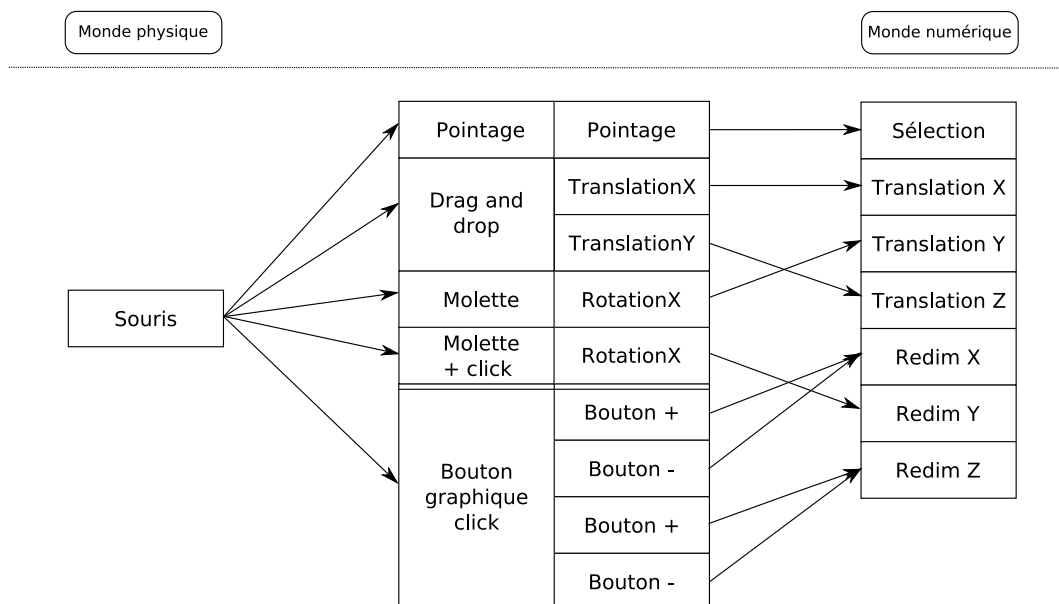 Monde physique
Monde numérique
Pointage
Pointage
Sélection
Drag and
drop
TranslationX
Translation X
TranslationY
Translation Y
Souris
Molette
RotationX
Translation Z
Molette
+ click
RotationX
Redim X
Bouton
graphique
click
Bouton +
Redim Y
Bouton -
Redim Z
Bouton +
Bouton -